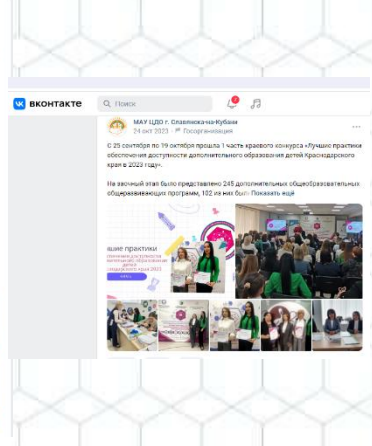 вконтакте
Поиск
МАУ ЦДО г. Славянска-на-Кубани
24 окт 2023 · Госорганизация
С 25 сентября по 19 октября прошла 1 часть краевого конкурса «Лучшие практики
обеспечения доступности дополнительного образования детей Краснодарского
края в 2023 году».
На заочный этап было представлено 245 дополнительных общеобразовательных
общеразвивающих программ, 102 из них был Показать ещё
шие практики